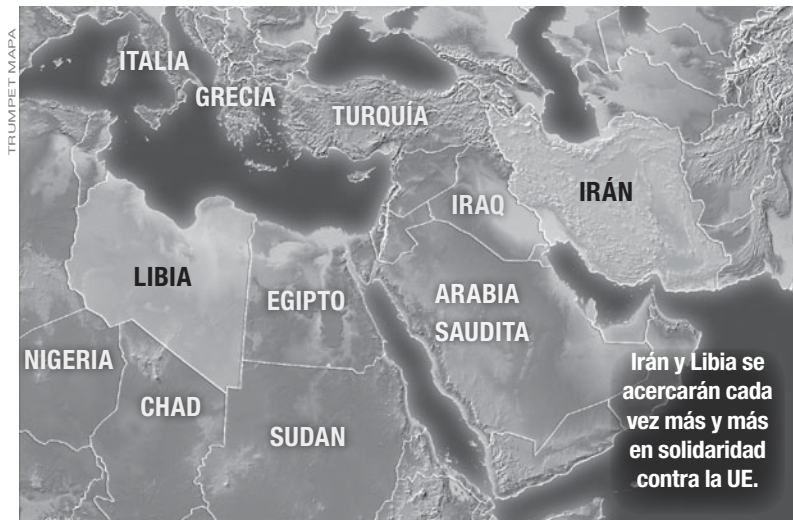 TRUMPET MAPA
ITALIA
GRECIA
TURQUÍA
IRAQ
IRÁN
LIBIA
EGIPTO
ARABIA
SAUDITA
NIGERIA
CHAD
SUDAN
Irán y Libia se
acercarán cada
vez más y más
en solidaridad
contra la UE.